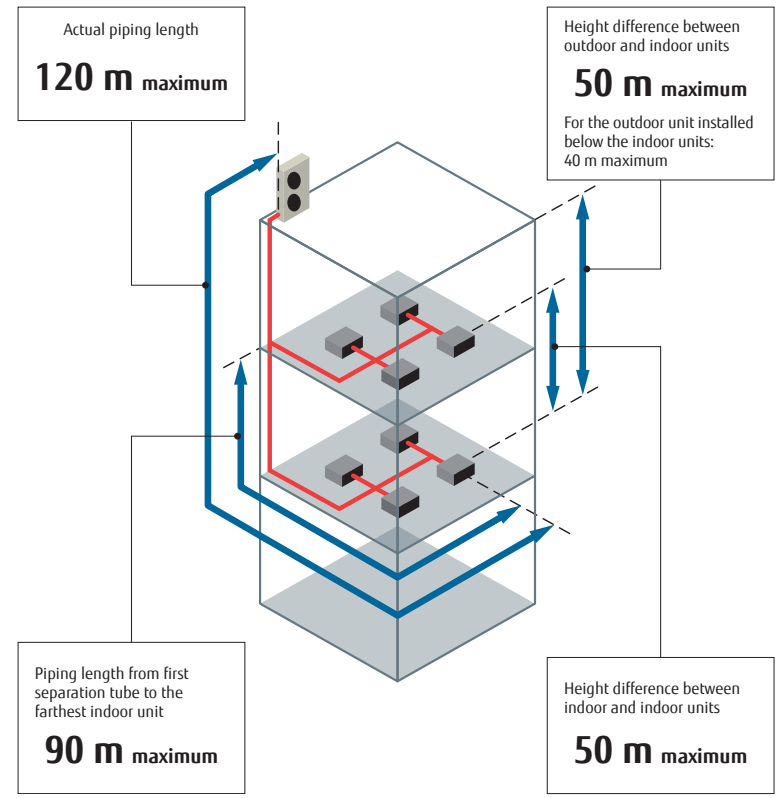 Actual piping length
120 m maximum
Height difference between
outdoor and indoor units
50 m maximum
For the outdoor unit installed
below the indoor units:
40 m maximum
Piping length from first
separation tube to the
farthest indoor unit
90 m maximum
Height difference between
indoor and indoor units
50 m maximum